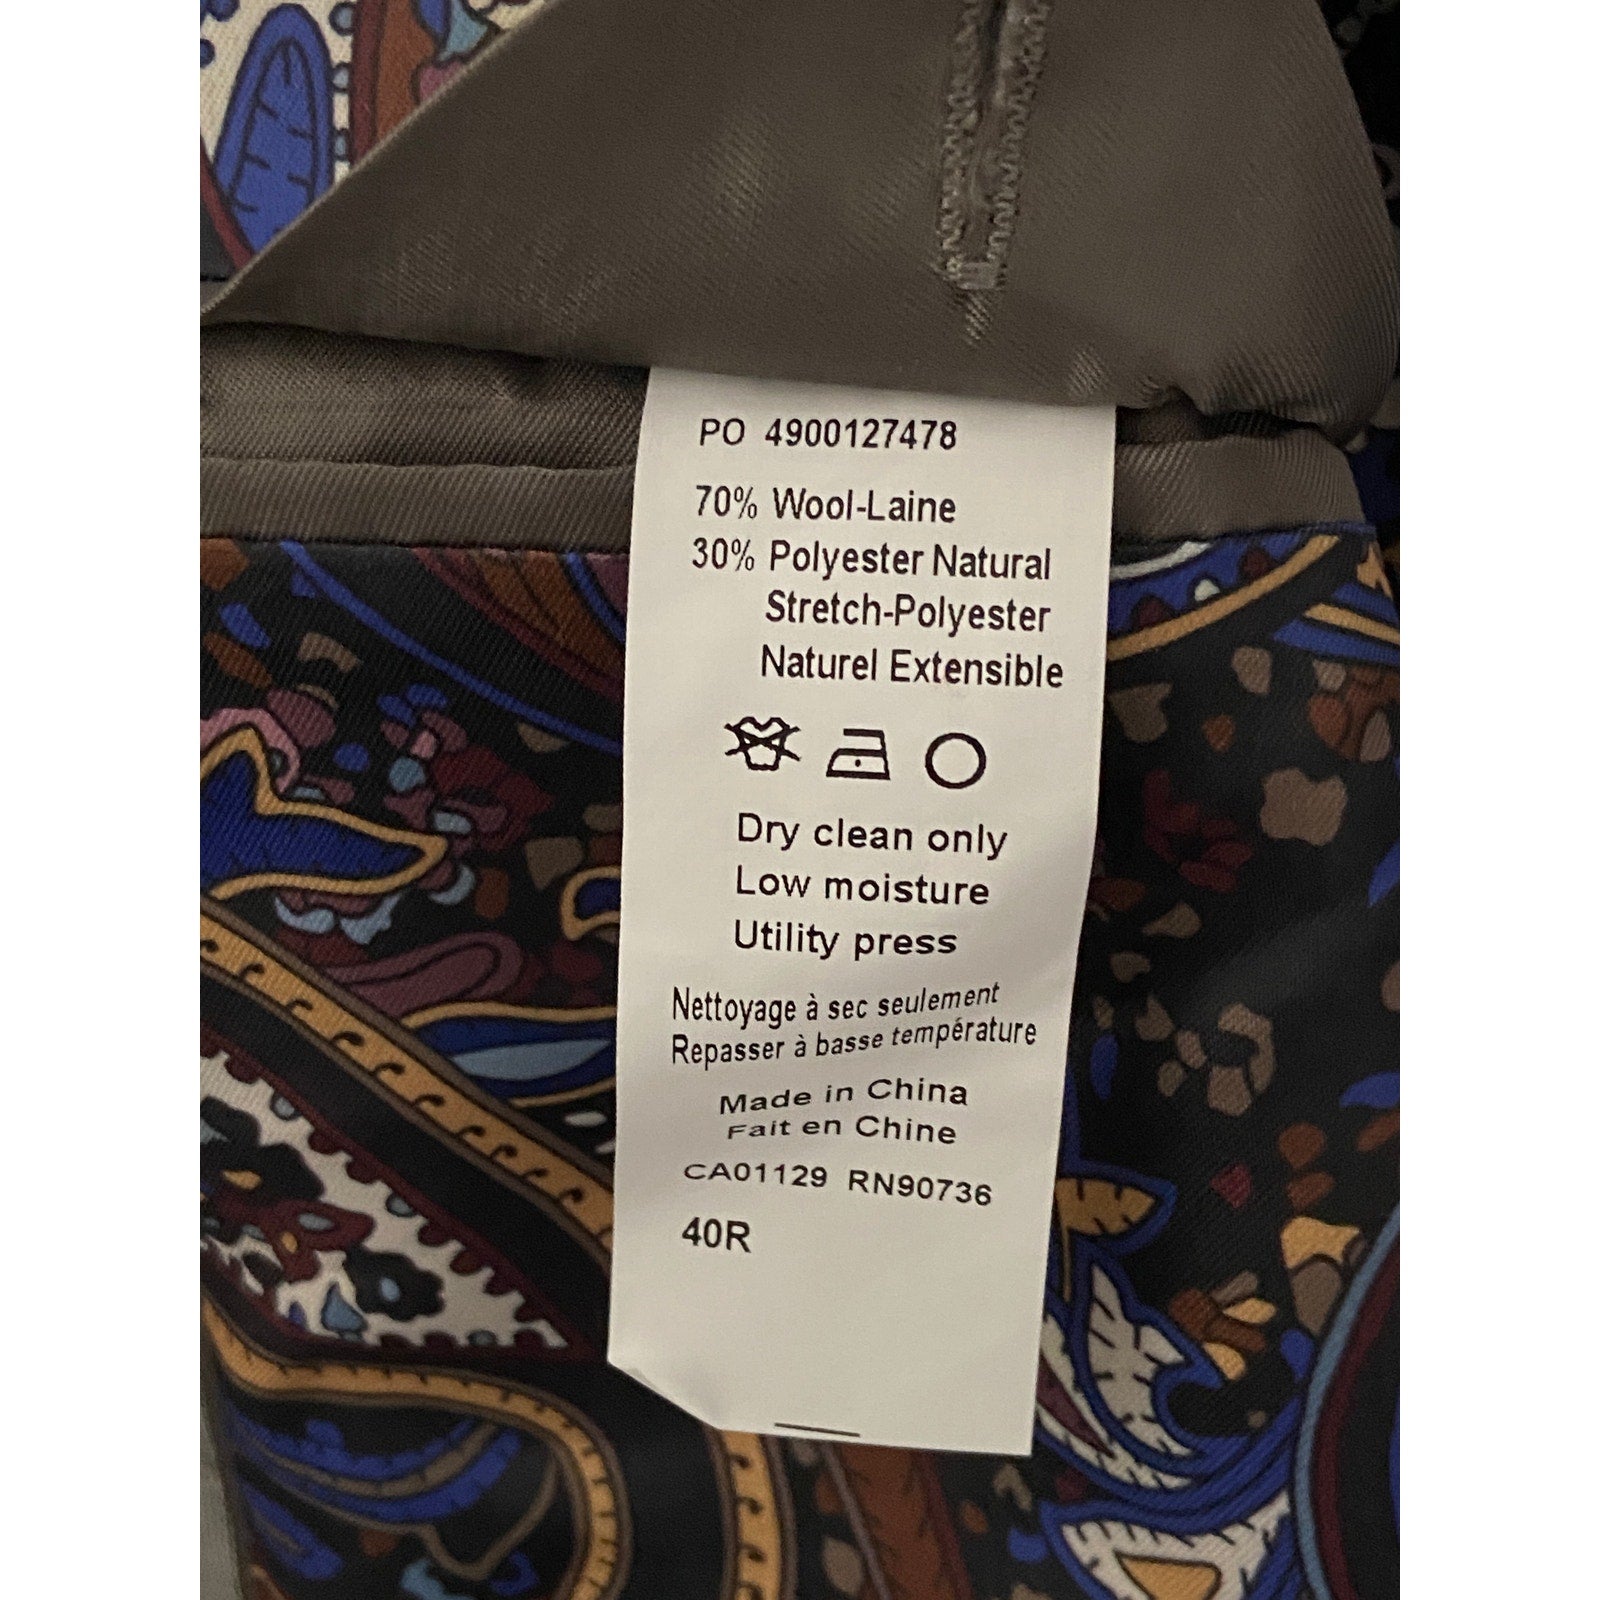 PO 4900127478
70% Wool-Laine
30% Polyester Natural
Stretch-Polyester
Naturel Extensible
Dry clean only
Low moisture
Utility press
Nettoyage à sec seulement
Repasser à basse température
Made in China
Fait en Chine
CA01129 RN90736
40R